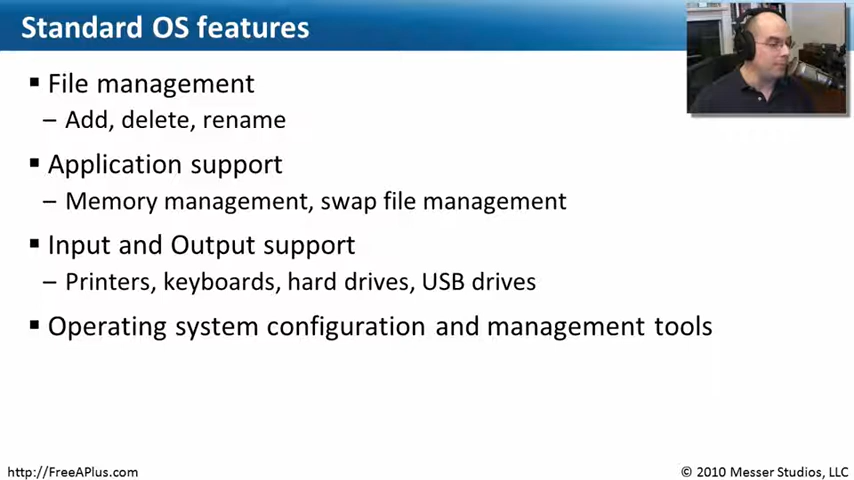 Standard OS features
▪ File management
– Add, delete, rename
▪ Application support
– Memory management, swap file management
▪ Input and Output support
– Printers, keyboards, hard drives, USB drives
▪ Operating system configuration and management tools
http://FreeAPlus.com
© 2010 Messer Studios, LLC